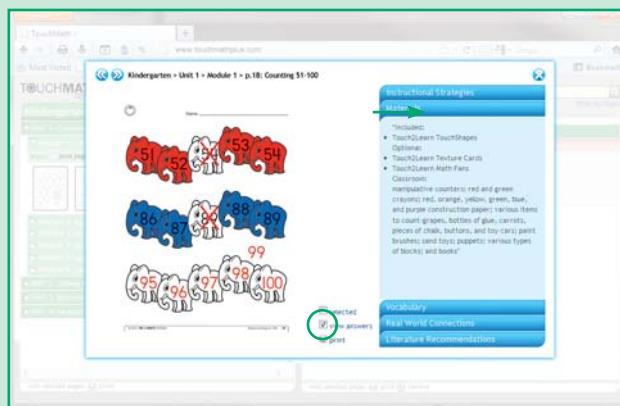 TouchMath
www.touchmathplus.com
Most Visited
Bookmark
TOUCHMA
Kindergarten > Unit 1 > Module 1 > p.18: Counting 51-100
Name
51 52 54 53 54
86 87 89 88 89
99
95 96 97 98 100
Instructional Strategies
Materials
"Included:
• Touch2Learn TouchShapes
Optional:
• Touch2Learn Texture Cards
• Touch2Learn Math Fans
Classroom:
manipulative counters; red and green
crayons; red, orange, yellow, green, blue,
and purple construction paper; various items
to count-grapes, bottles of glue, carrots,
pieces of chalk, buttons, and toy cars; paint
brushes; sand toys; puppets; various types
of blocks; and books"
Vocabulary
Real World Connections
Literature Recommendations
selected
view answers
print